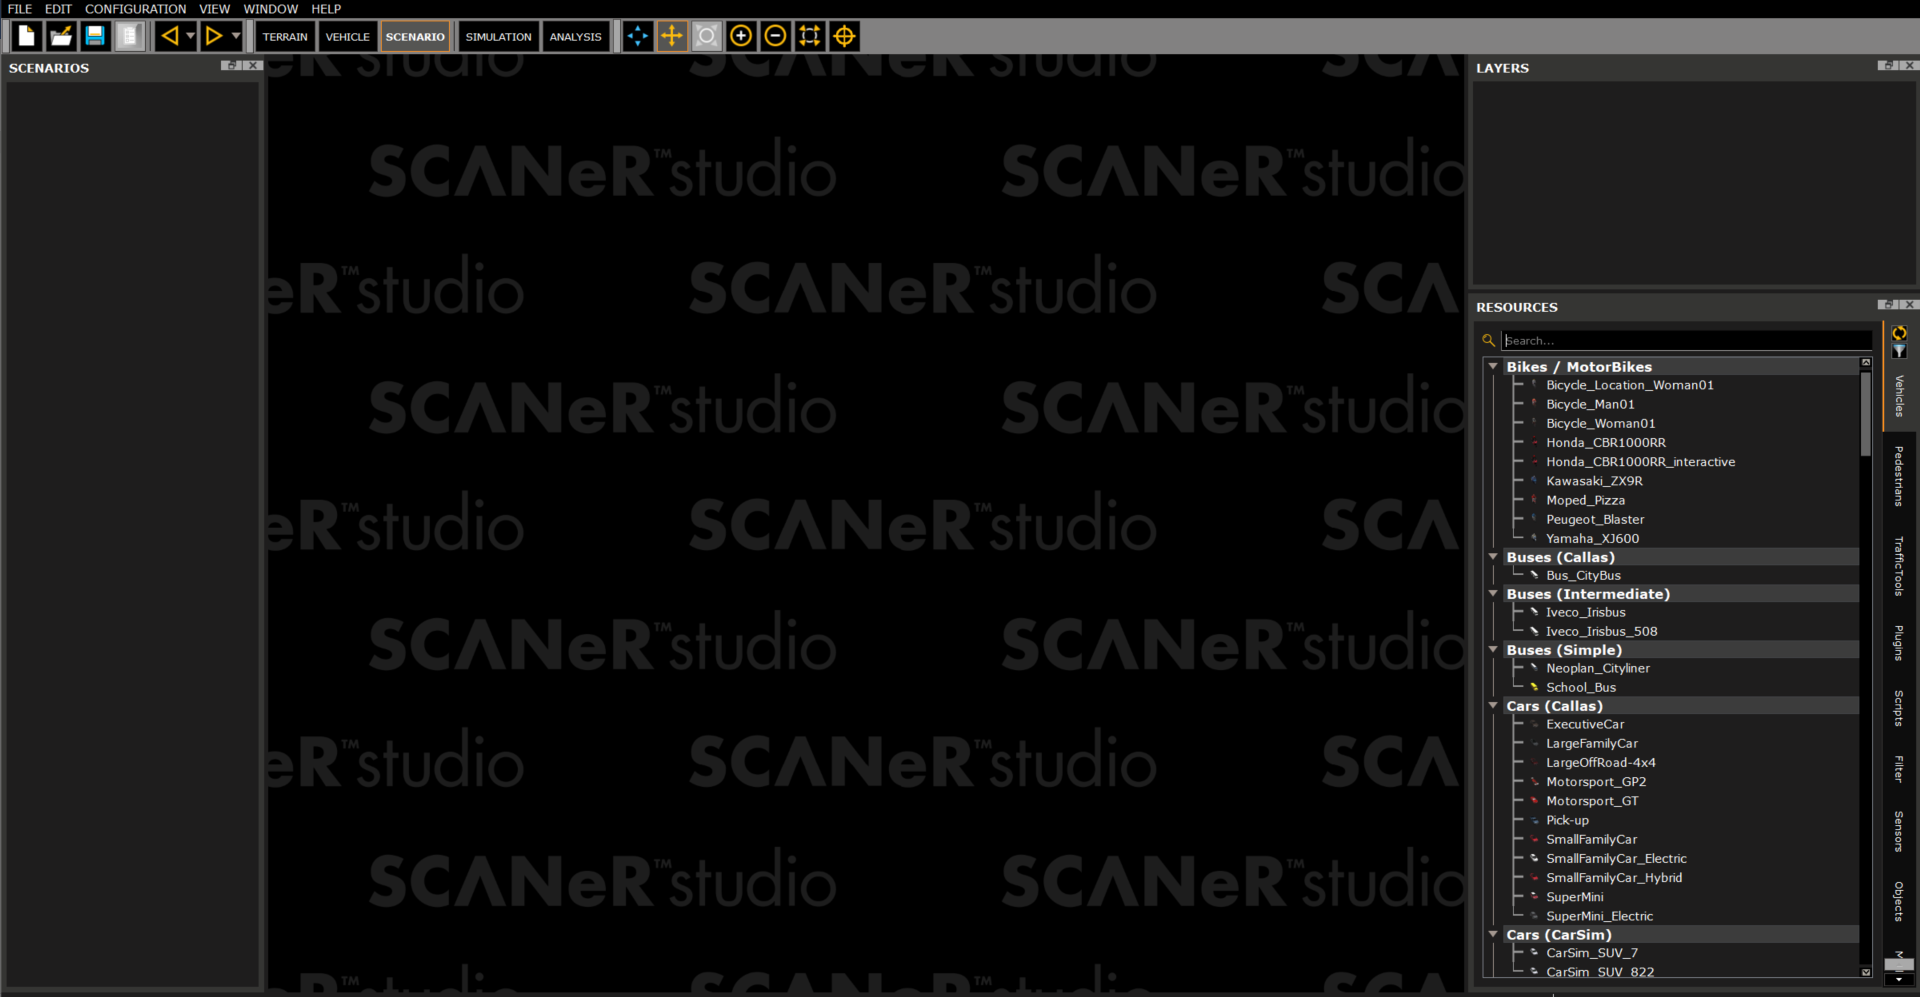 FILE EDIT CONFIGURATION VIEW WINDOW HELP
TERRAIN VEHICLE SCENARIO SIMULATION ANALYSIS
SCENARIOS
SCANeR™studio
LAYERS
RESOURCES
Search...
Bikes / MotorBikes
Bicycle_Location_Woman01
Bicycle_Man01
Bicycle_Woman01
Honda_CBR1000RR
Honda_CBR1000RR_interactive
Kawasaki_ZX9R
Moped_Pizza
Peugeot_Blaster
Yamaha_XJ600
Buses (Callas)
Bus_CityBus
Buses (Intermediate)
Iveco_Irisbus
Iveco_Irisbus_508
Buses (Simple)
Neoplan_Cityliner
School_Bus
Cars (Callas)
ExecutiveCar
LargeFamilyCar
LargeOffRoad-4x4
Motorsport_GP2
Motorsport_GT
Pick-up
SmallFamilyCar
SmallFamilyCar_Electric
SmallFamilyCar_Hybrid
SuperMini
SuperMini_Electric
Cars (CarSim)
CarSim_SUV_7
CarSim_SUV_822
Vehicles
Pedestrians
TrafficTools
Plugins
Scripts
Filter
Sensors
Objects